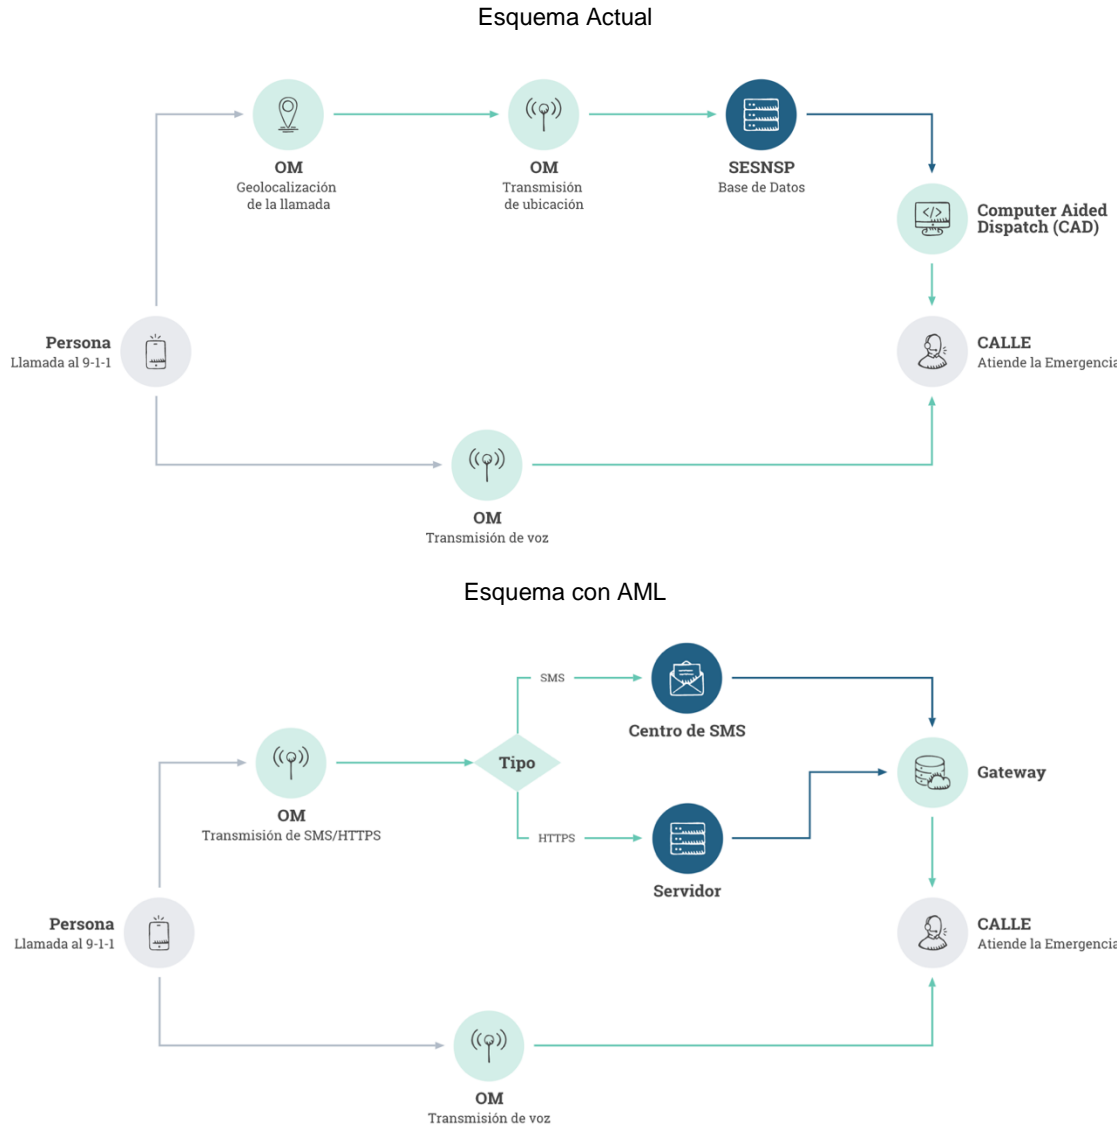 Esquema Actual
OM
Geolocalización
de la llamada
OM
Transmisión
de ubicación
SESNSP
Base de Datos
</>
Computer Aided
Dispatch (CAD)
Persona
Llamada al 9-1-1
CALLE
Atiende la Emergencia
OM
Transmisión de voz
Esquema con AML
SMS
Centro de SMS
Tipo
Gateway
OM
Transmisión de SMS/HTTPS
HTTPS
Servidor
Persona
Llamada al 9-1-1
CALLE
Atiende la Emergencia
OM
Transmisión de voz